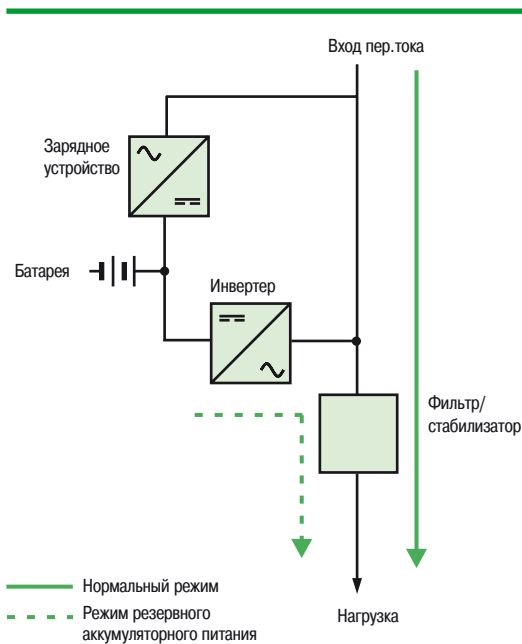 Вход пер.тока
Зарядное
устройство
Батарея
Инвертер
Фильтр/
стабилизатор
Нормальный режим
Режим резервного
аккумуляторного питания
Нагрузка